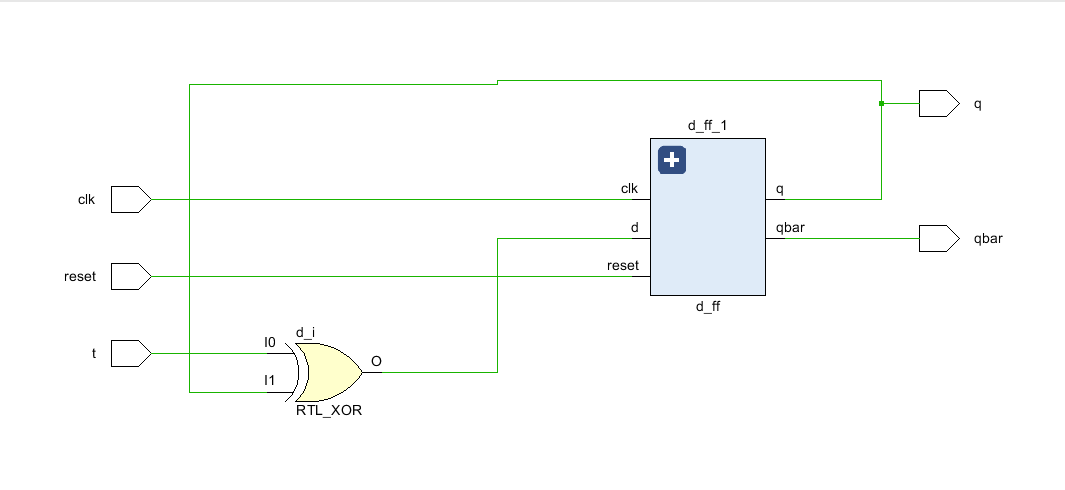 q
d_ff_1
clk
clk
q
d
qbar
qbar
reset
reset
d_i
t
I0
O
I1
RTL_XOR
d_ff